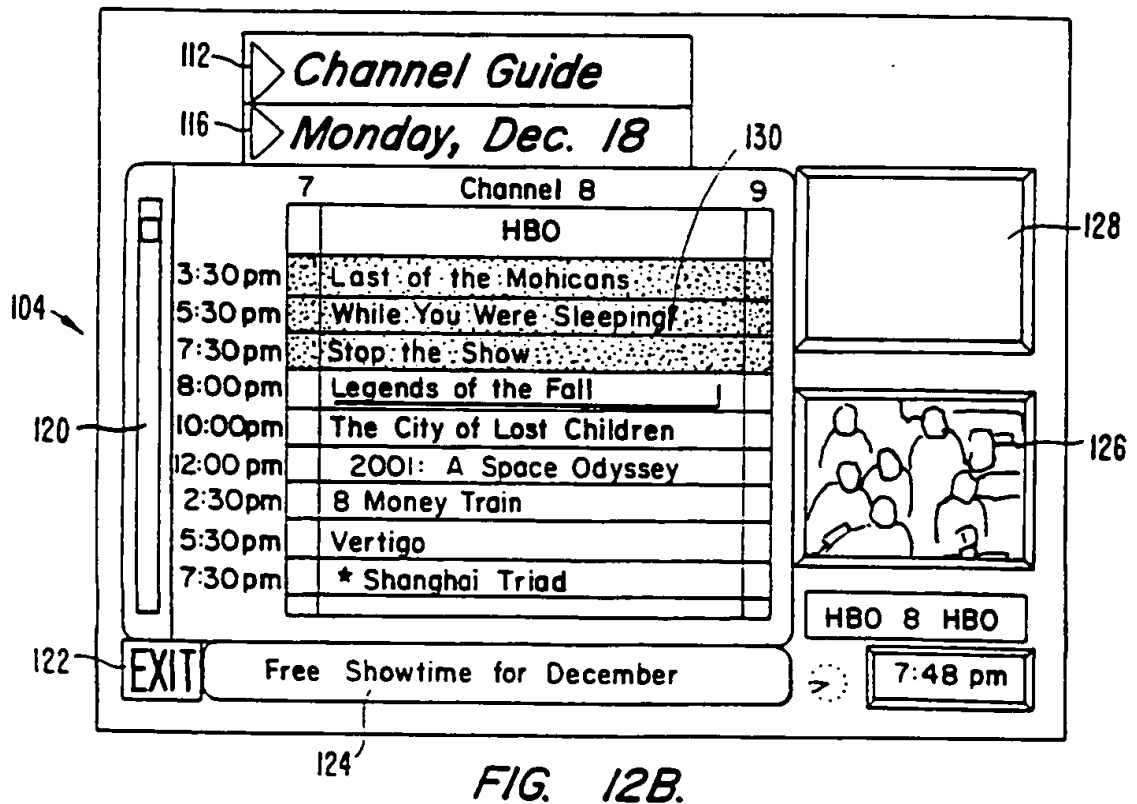 112
Channel Guide
116
Monday, Dec. 18
130
7 Channel 8 9
HBO
128
3:30pm Last of the Mohicans
104
5:30pm While You Were Sleeping
7:30pm Stop the Show
8:00pm Legends of the Fall
120
10:00pm The City of Lost Children
126
12:00 pm 2001: A Space Odyssey
2:30pm 8 Money Train
5:30pm Vertigo
7:30pm * Shanghai Triad
HBO 8 HBO
122
EXIT Free Showtime for December
7:48 pm
124
FIG. 12B.